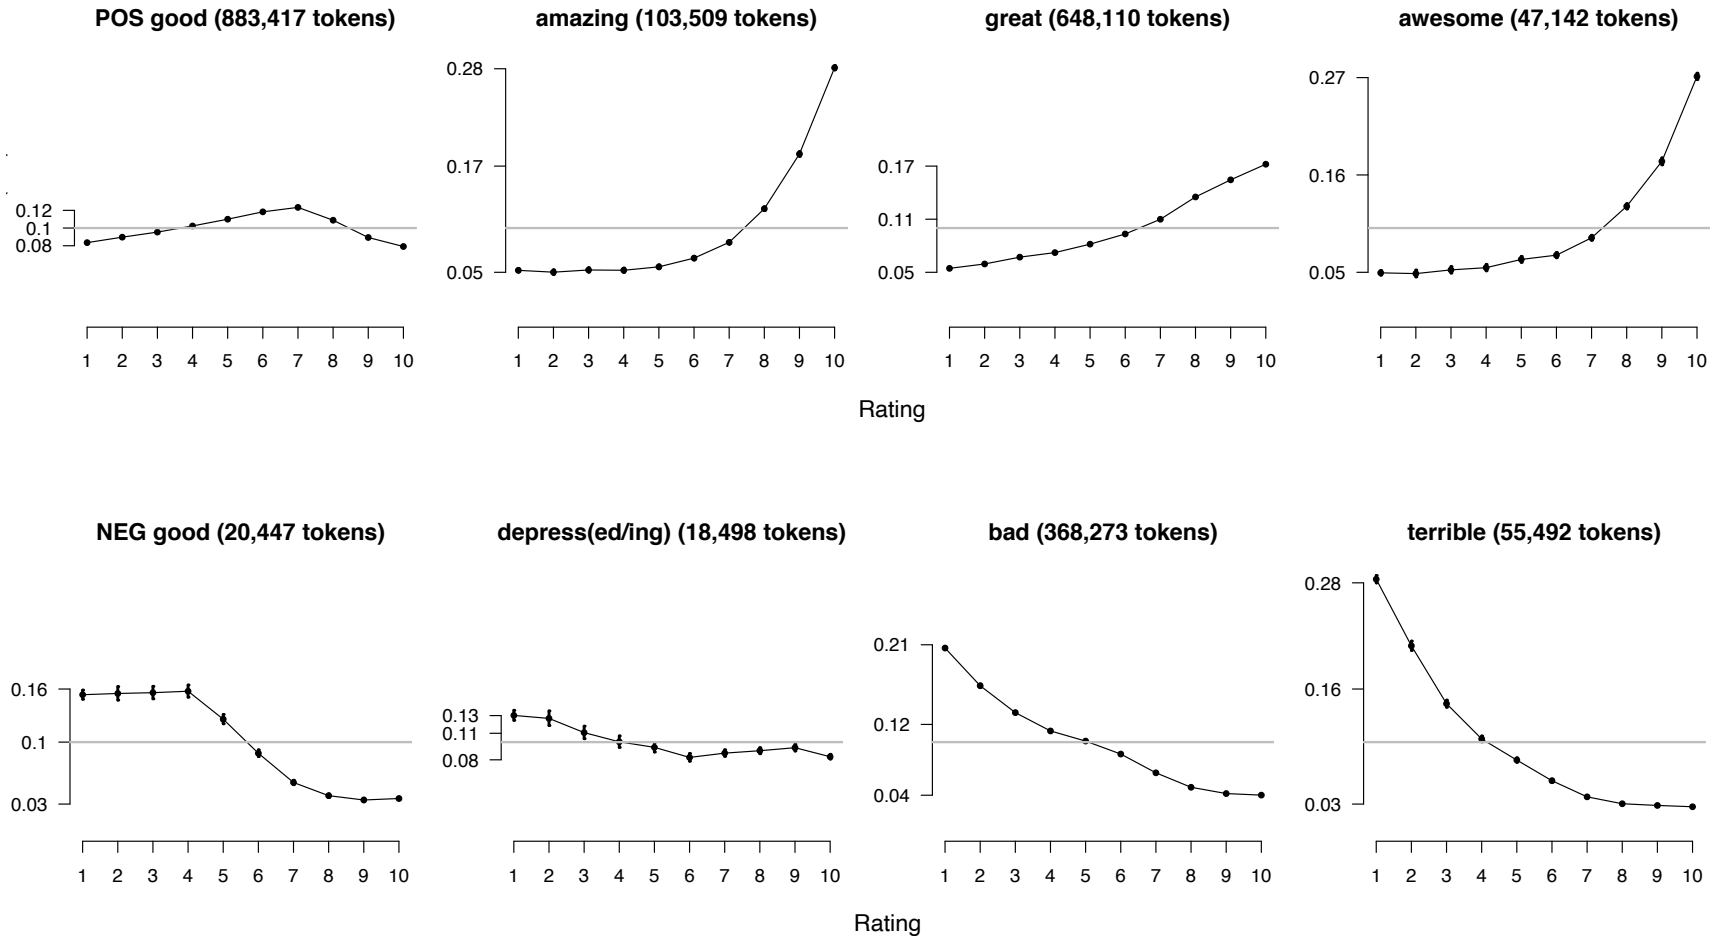 POS good (883,417 tokens)
0.12
0.1
0.08
1 2 3 4 5 6 7 8 9 10
amazing (103,509 tokens)
0.28
0.17
0.05
1 2 3 4 5 6 7 8 9 10
great (648,110 tokens)
0.17
0.11
0.05
1 2 3 4 5 6 7 8 9 10
awesome (47,142 tokens)
0.27
0.16
0.05
1 2 3 4 5 6 7 8 9 10
Rating
NEG good (20,447 tokens)
0.16
0.1
0.03
1 2 3 4 5 6 7 8 9 10
depress(ed/ing) (18,498 tokens)
0.13
0.11
0.08
1 2 3 4 5 6 7 8 9 10
bad (368,273 tokens)
0.21
0.12
0.04
1 2 3 4 5 6 7 8 9 10
terrible (55,492 tokens)
0.28
0.16
0.03
1 2 3 4 5 6 7 8 9 10
Rating